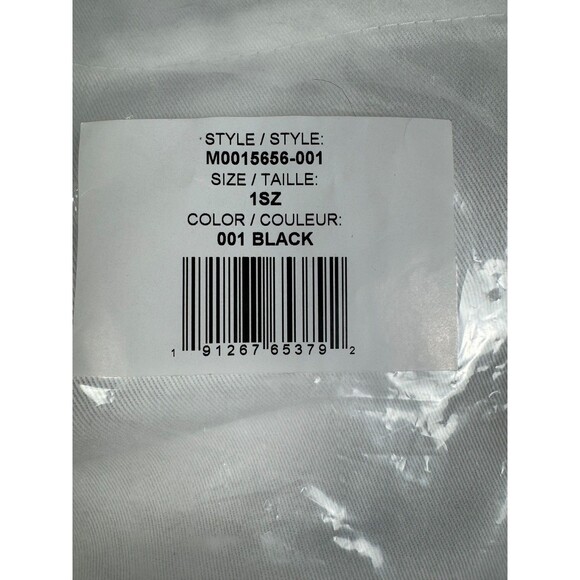 STYLE / STYLE:
M0015656-001
SIZE / TAILLE:
1SZ
COLOR / COULEUR:
001 BLACK
1 91267 65379 2